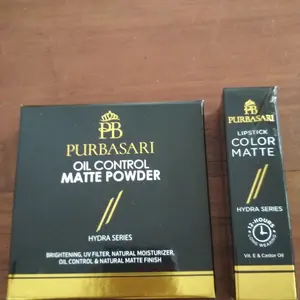 PB
PURBASARI
OIL CONTROL
MATTE POWDER
HYDRA SERIES
BRIGHTENING, UV FILTER, NATURAL MOISTURIZER,
OIL CONTROL & NATURAL MATTE FINISH
PB
PURBASARI
LIPSTICK
COLOR
MATTE
HYDRA SERIES
12-HOURS
LONG WEARING
Vit. E & Castor Oil